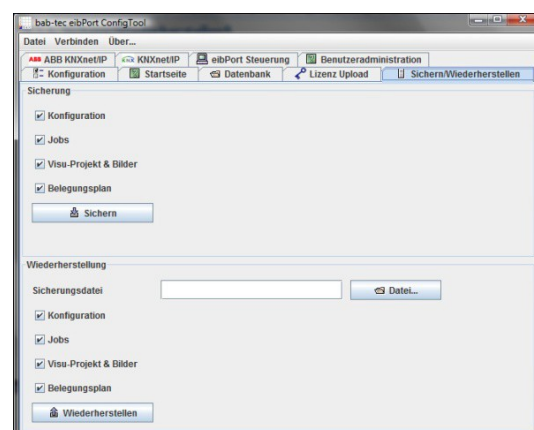 bab-tec eibPort ConfigTool
Datei Verbinden Über...
ABB ABB KNXnet/IP KNX KNXnet/IP eibPort Steuerung Benutzeradministration
Konfiguration Startseite Datenbank Lizenz Upload Sichern/Wiederherstellen
Sicherung
Konfiguration
Jobs
Visu-Projekt & Bilder
Belegungsplan
Sichern
Wiederherstellung
Sicherungsdatei Datei...
Konfiguration
Jobs
Visu-Projekt & Bilder
Belegungsplan
Wiederherstellen